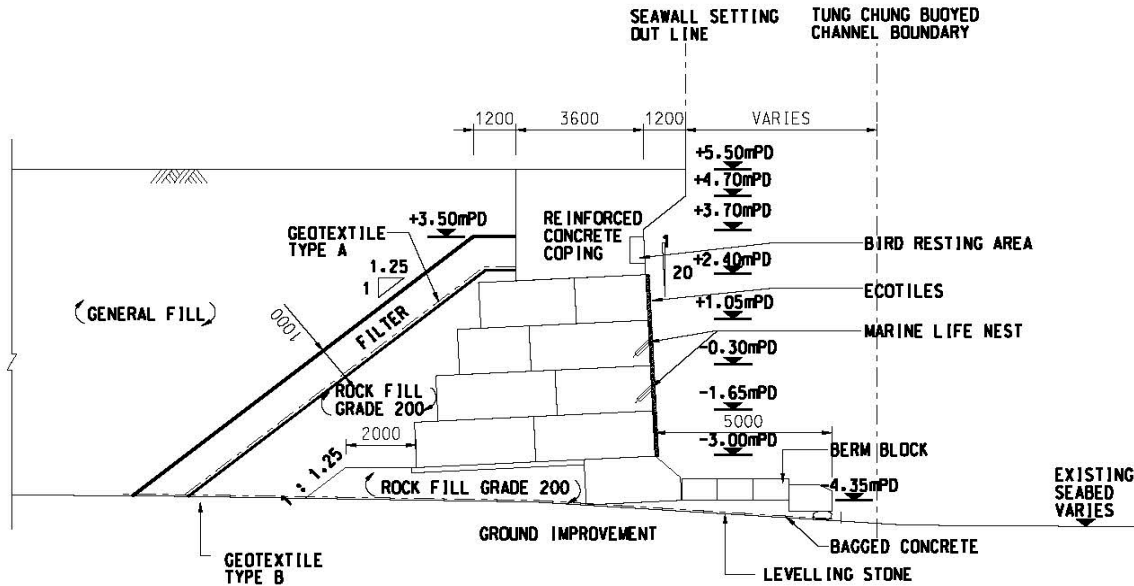 SEAWALL SETTING
OUT LINE
TUNG CHUNG BUOYED
CHANNEL BOUNDARY
1200
3600
1200
VARIES
+5.50mPD
+4.70mPD
+3.70mPD
+3.50mPD
GEOTEXTILE
TYPE A
REINFORCED
CONCRETE
COPING
1
20
BIRD RESTING AREA
+2.40mPD
1.25
1
ECOTILES
GENERAL FILL
+1.05mPD
1000
FILTER
MARINE LIFE NEST
-0.30mPD
ROCK FILL
GRADE 200
-1.65mPD
2000
5000
-3.00mPD
BERM BLOCK
1 : 1.25
ROCK FILL GRADE 200
4.35mPD
EXISTING
SEABED
VARIES
GROUND IMPROVEMENT
BAGGED CONCRETE
GEOTEXTILE
TYPE B
LEVELLING STONE